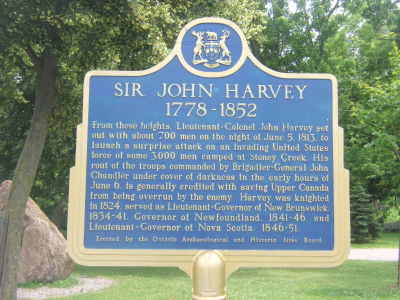 SIR JOHN HARVEY
1778-1852
From these heights, Lieutenant-Colonel John Harvey set
out with about 700 men on the night of June 5, 1813, to
launch a surprise attack on an invading United States
force of some 3,000 men camped at Stoney Creek. His
rout of the troops commanded by Brigadier-General John
Chandler under cover of darkness in the early hours of
June 6, is generally credited with saving Upper Canada
from being overrun by the enemy. Harvey was knighted
in 1824, served as Lieutenant-Governor of New Brunswick,
1834-41, Governor of Newfoundland, 1841-46, and
Lieutenant-Governor of Nova Scotia, 1846-51.
Erected by the Ontario Archaeological and Historic Sites Board.